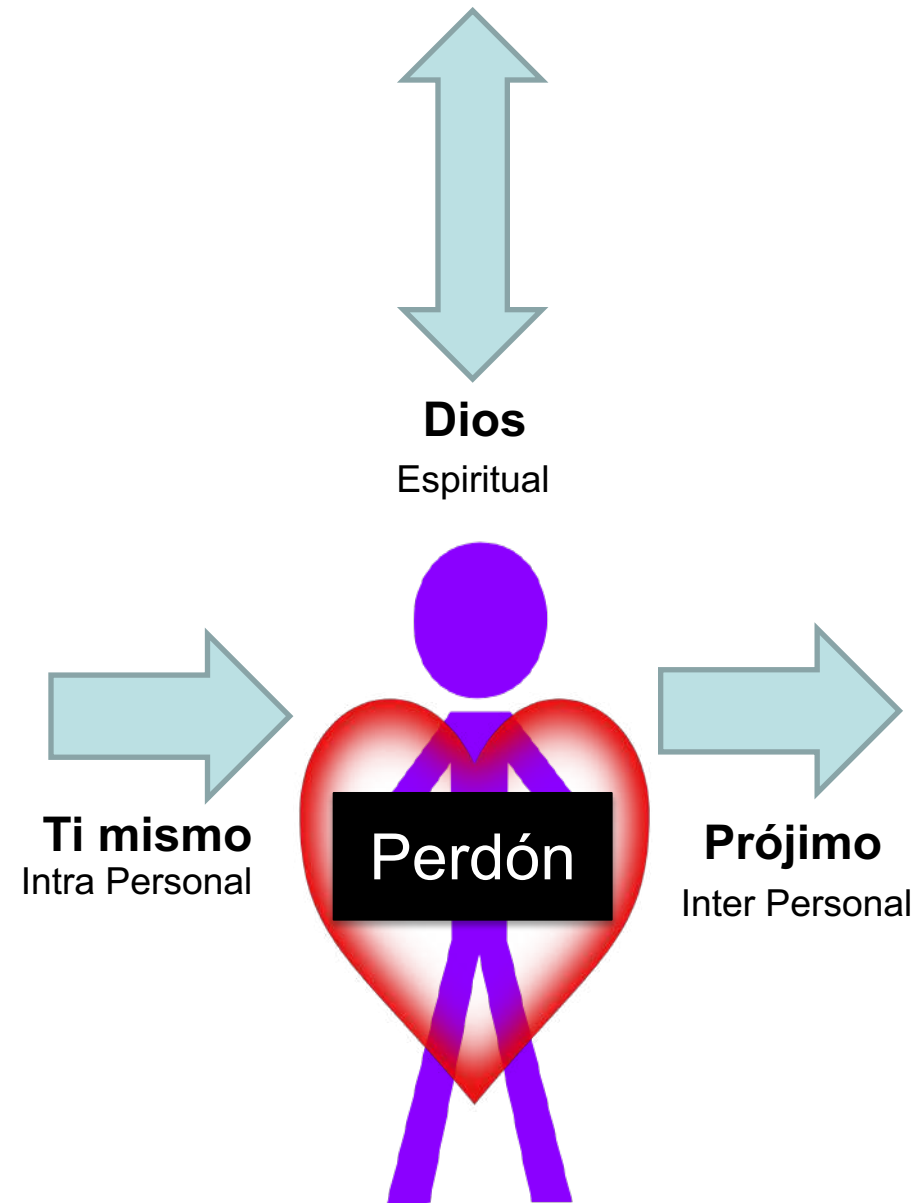 Dios
Espiritual
Ti mismo
Intra Personal
Perdón
Prójimo
Inter Personal